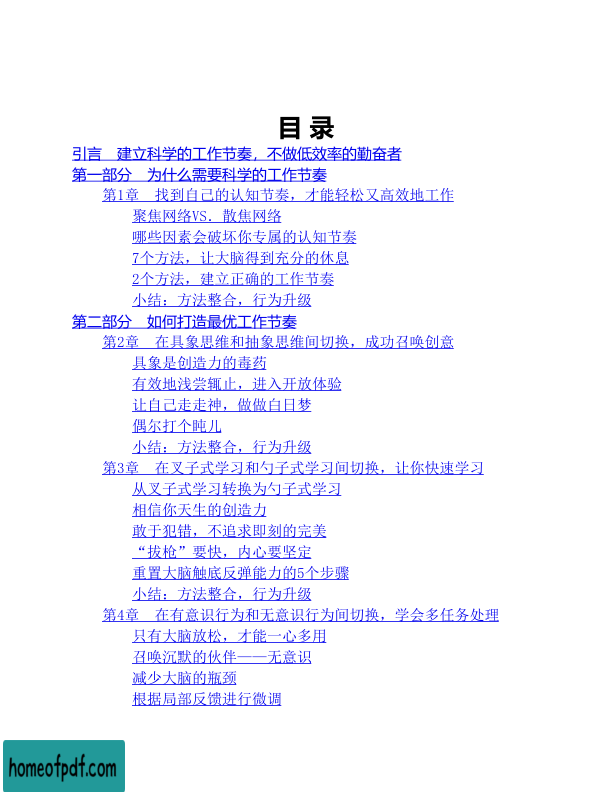 目 录
引言　建立科学的工作节奏，不做低效率的勤奋者
第一部分　为什么需要科学的工作节奏
第1章　找到自己的认知节奏，才能轻松又高效地工作
聚焦网络VS．散焦网络
哪些因素会破坏你专属的认知节奏
7个方法，让大脑得到充分的休息
2个方法，建立正确的工作节奏
小结：方法整合，行为升级
第二部分　如何打造最优工作节奏
第2章　在具象思维和抽象思维间切换，成功召唤创意
具象是创造力的毒药
有效地浅尝辄止，进入开放体验
让自己走走神，做做白日梦
偶尔打个盹儿
小结：方法整合，行为升级
第3章　在叉子式学习和勺子式学习间切换，让你快速学习
从叉子式学习转换为勺子式学习
相信你天生的创造力
敢于犯错，不追求即刻的完美
“拔枪”要快，内心要坚定
重置大脑触底反弹能力的5个步骤
小结：方法整合，行为升级
第4章　在有意识行为和无意识行为间切换，学会多任务处理
只有大脑放松，才能一心多用
召唤沉默的伙伴——无意识
减少大脑的瓶颈
根据局部反馈进行微调
homeofpdf.com